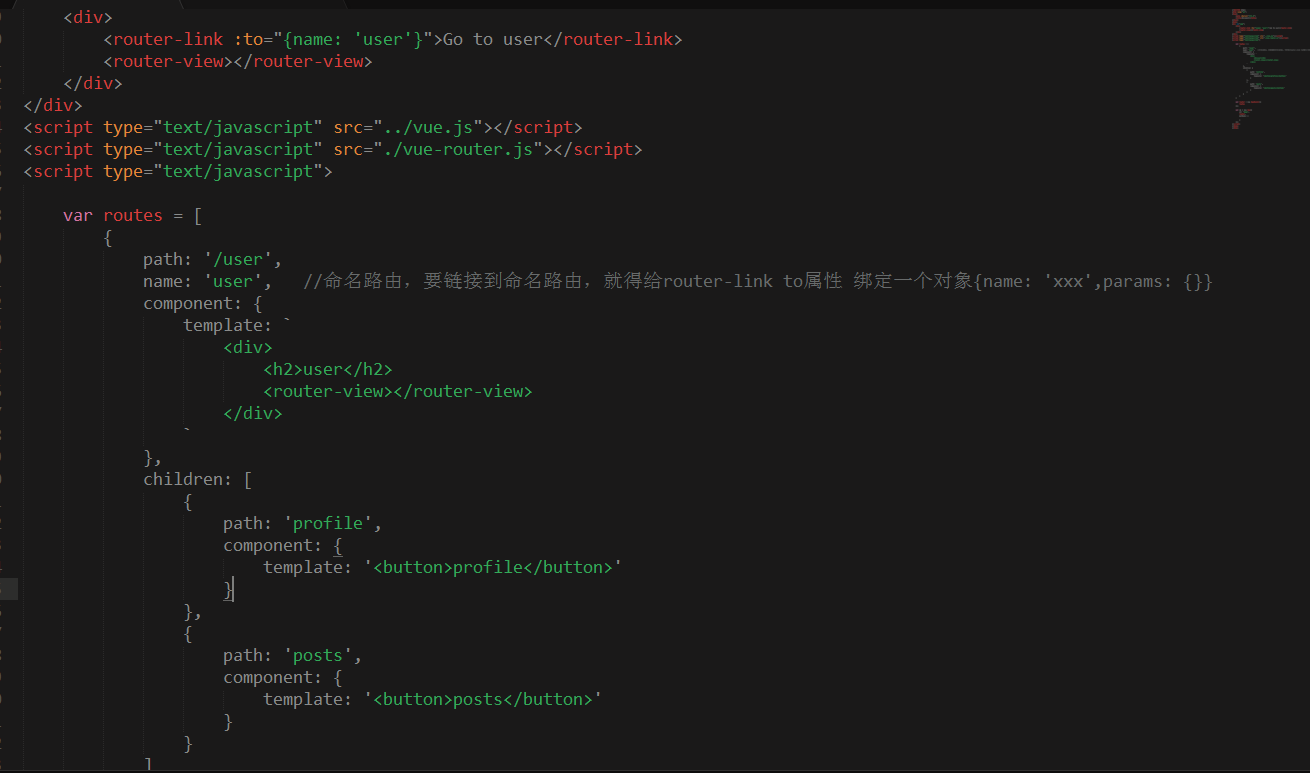 <div>
<router-link :to="{name: 'user'}">Go to user</router-link>
<router-view></router-view>
</div>
</div>
<script type="text/javascript" src="../vue.js"></script>
<script type="text/javascript" src="./vue-router.js"></script>
<script type="text/javascript">
var routes = [
{
path: '/user',
name: 'user',   //命名路由，要链接到命名路由，就得给router-link to属性 绑定一个对象{name: 'xxx',params: {}}
component: {
template: `
<div>
<h2>user</h2>
<router-view></router-view>
</div>
`
},
children: [
{
path: 'profile',
component: {
template: '<button>profile</button>'
}
},
{
path: 'posts',
component: {
template: '<button>posts</button>'
}
}
]